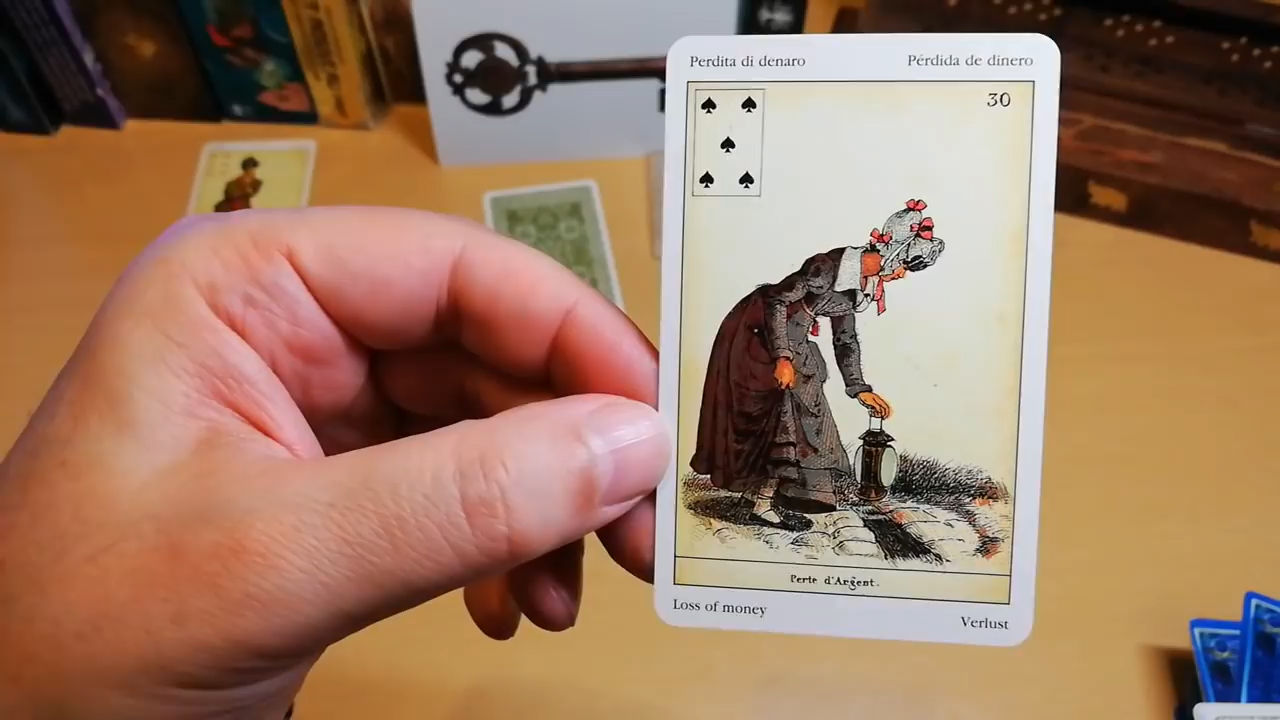 Perdita di denaro
Pérdida de dinero
30
Perte d'Argent.
Loss of money
Verlust